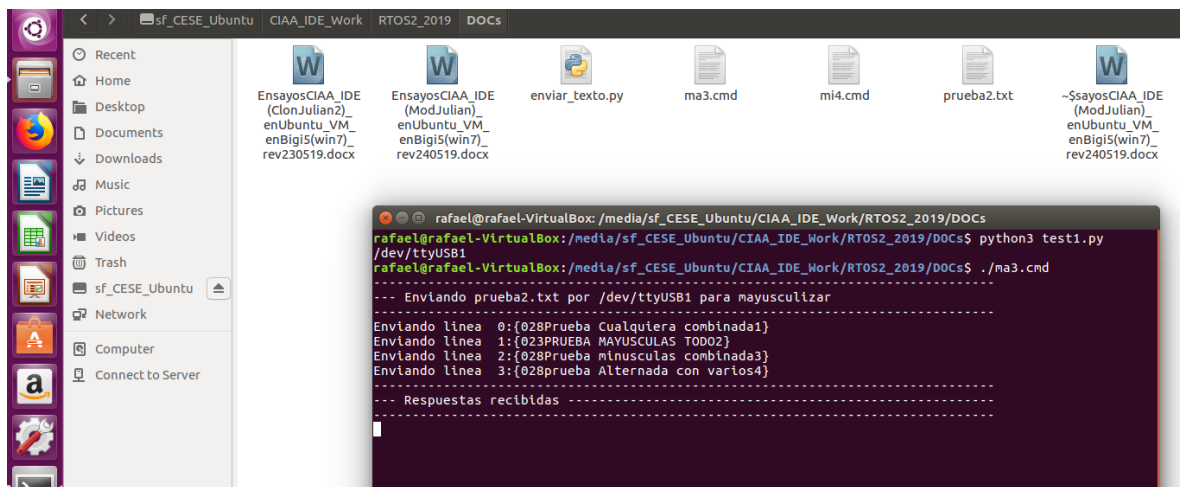 sf_CESE_Ubuntu CIAA_IDE_Work RTOS2_2019 DOCs
Recent
Home
Desktop
Documents
Downloads
Music
Pictures
Videos
Trash
sf_CESE_Ubuntu
Network
Computer
Connect to Server
EnsayosCIAA_IDE
(ClonJulian2)_
enUbuntu_VM_
enBigi5(win7)_
rev230519.docx
EnsayosCIAA_IDE
(ModJulian)_
enUbuntu_VM_
enBigi5(win7)_
rev240519.docx
enviar_texto.py
ma3.cmd
mi4.cmd
prueba2.txt
~$sayosCIAA_IDE
(ModJulian)_
enUbuntu_VM_
enBigi5(win7)_
rev240519.docx
rafael@rafael-VirtualBox: /media/sf_CESE_Ubuntu/CIAA_IDE_Work/RTOS2_2019/DOCs
rafael@rafael-VirtualBox:/media/sf_CESE_Ubuntu/CIAA_IDE_Work/RTOS2_2019/DOCs$ python3 test1.py
/dev/ttyUSB1
rafael@rafael-VirtualBox:/media/sf_CESE_Ubuntu/CIAA_IDE_Work/RTOS2_2019/DOCs$ ./ma3.cmd
--------------------------------------------------------------------------------
--- Enviando prueba2.txt por /dev/ttyUSB1 para mayusculizar
--------------------------------------------------------------------------------
Enviando linea  0:{028Prueba Cualquiera combinada1}
Enviando linea  1:{023PRUEBA MAYUSCULAS TODO2}
Enviando linea  2:{028Prueba minusculas combinada3}
Enviando linea  3:{028prueba Alternada con varios4}
--------------------------------------------------------------------------------
--- Respuestas recibidas -------------------------------------------------------
--------------------------------------------------------------------------------